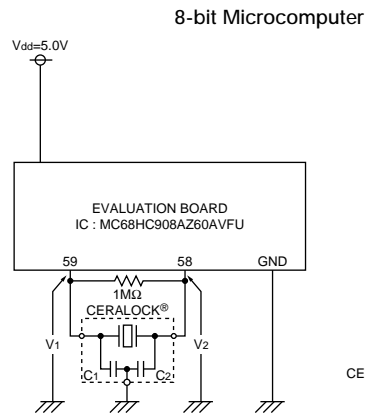 8-bit Microcomputer
Vdd=5.0V
EVALUATION BOARD
IC : MC68HC908AZ60AVFU
59 58 GND
1MΩ
CERALOCK®
V1 V2
C1 C2
CE